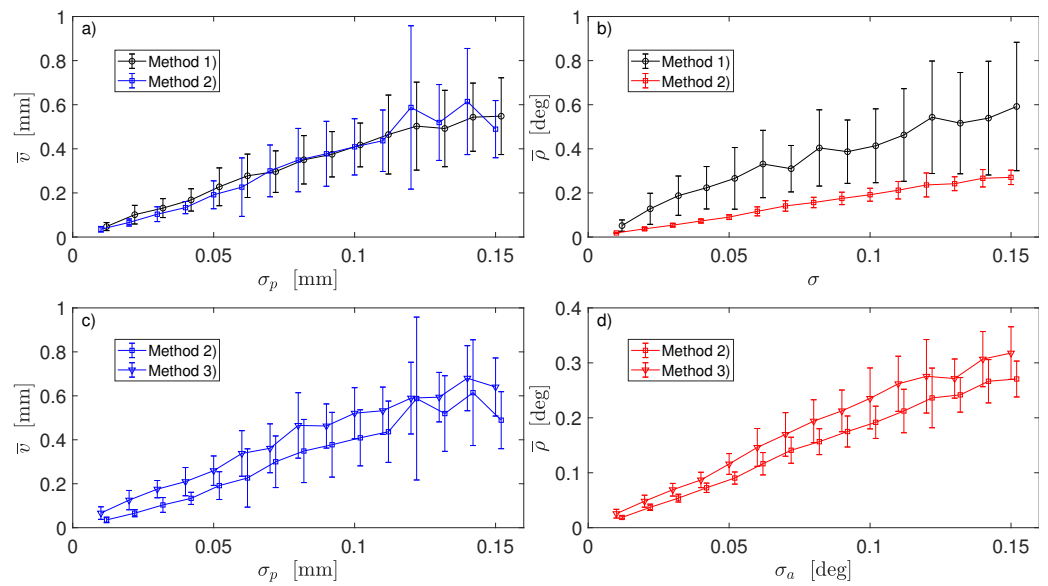 a)
1
0.8
0.6
0.4
0.2
0
v̅ [mm]
Method 1)
Method 2)
0 0.05 0.1 0.15
σ_p [mm]
b)
1
0.8
0.6
0.4
0.2
0
ρ̅ [deg]
Method 1)
Method 2)
0 0.05 0.1 0.15
σ
c)
1
0.8
0.6
0.4
0.2
0
v̅ [mm]
Method 2)
Method 3)
0 0.05 0.1 0.15
σ_p [mm]
d)
0.4
0.3
0.2
0.1
0
ρ̅ [deg]
Method 2)
Method 3)
0 0.05 0.1 0.15
σ_a [deg]